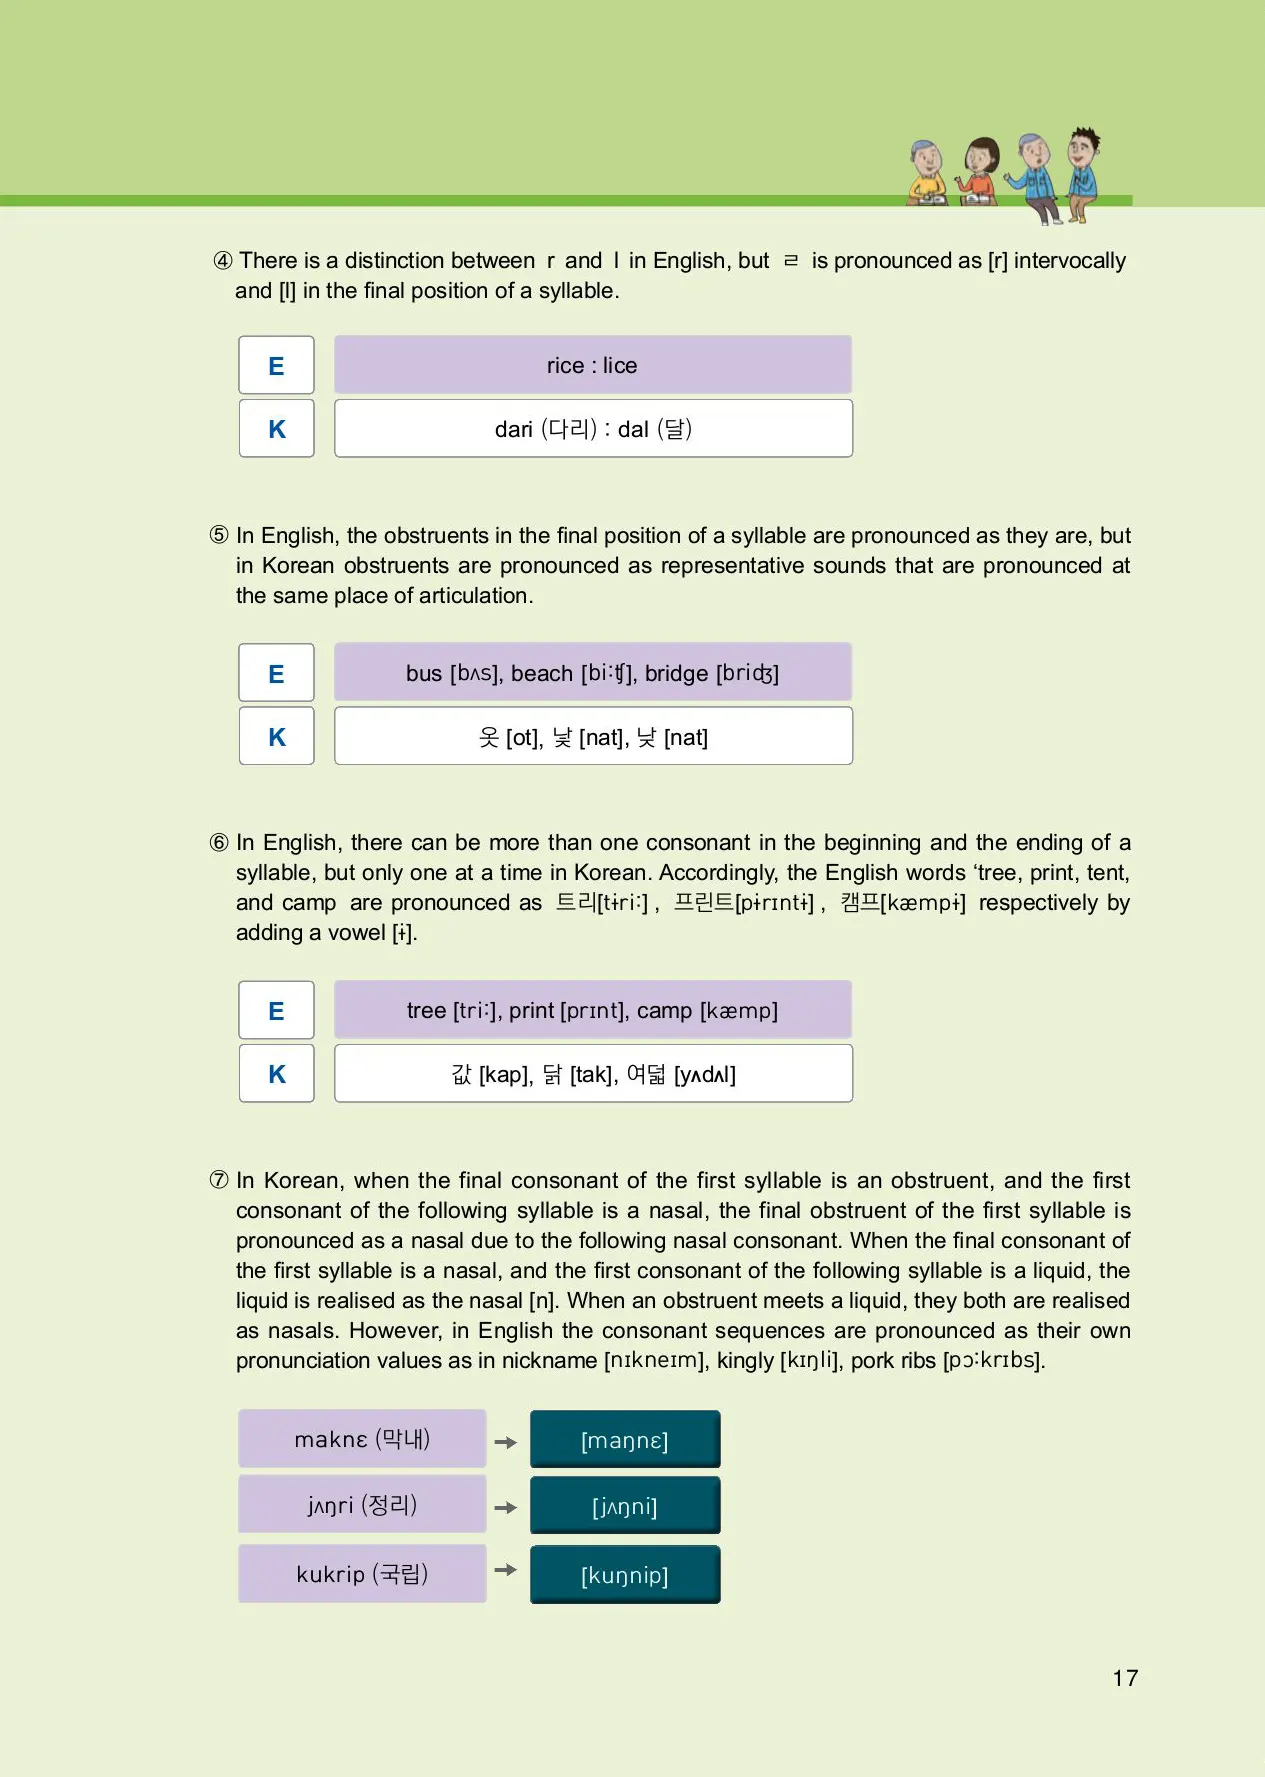 ④ There is a distinction between r and l in English, but ㄹ is pronounced as [r] intervocally
and [l] in the final position of a syllable.
E
rice : lice
K
dari (다리) : dal (달)
⑤ In English, the obstruents in the final position of a syllable are pronounced as they are, but
in Korean obstruents are pronounced as representative sounds that are pronounced at
the same place of articulation.
E
bus [bʌs], beach [bi:ʧ], bridge [briʤ]
K
옷 [ot], 낯 [nat], 낮 [nat]
⑥ In English, there can be more than one consonant in the beginning and the ending of a
syllable, but only one at a time in Korean. Accordingly, the English words ‘tree, print, tent,
and camp are pronounced as 트리[tɨri:] , 프린트[pɨrɪntɨ] , 캠프[kæmpɨ] respectively by
adding a vowel [ɨ].
E
tree [tri:], print [prɪnt], camp [kæmp]
K
값 [kap], 닭 [tak], 여덟 [yʌdʌl]
⑦ In Korean, when the final consonant of the first syllable is an obstruent, and the first
consonant of the following syllable is a nasal, the final obstruent of the first syllable is
pronounced as a nasal due to the following nasal consonant. When the final consonant of
the first syllable is a nasal, and the first consonant of the following syllable is a liquid, the
liquid is realised as the nasal [n]. When an obstruent meets a liquid, they both are realised
as nasals. However, in English the consonant sequences are pronounced as their own
pronunciation values as in nickname [nɪkneɪm], kingly [kɪŋli], pork ribs [pɔ:krɪbs].
maknɛ (막내)
[maŋnɛ]
jʌŋri (정리)
[jʌŋni]
kukrip (국립)
[kuŋnip]
17